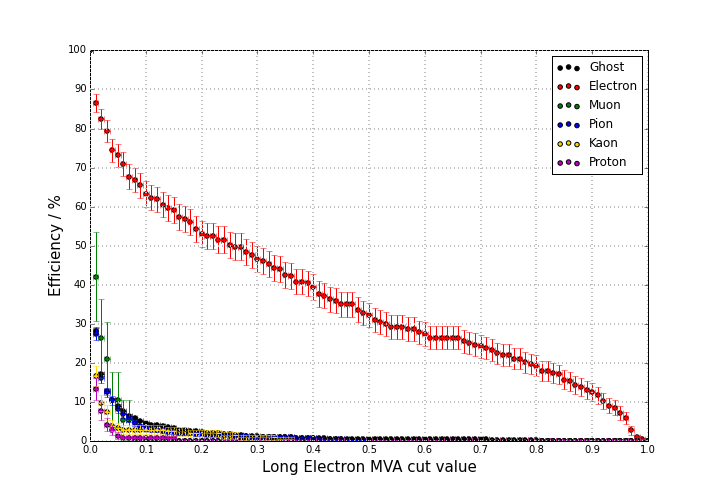 100
90
80
70
60
50
40
30
20
10
0
Efficiency / %
Ghost
Electron
Muon
Pion
Kaon
Proton
0.0 0.1 0.2 0.3 0.4 0.5 0.6 0.7 0.8 0.9 1.0
Long Electron MVA cut value